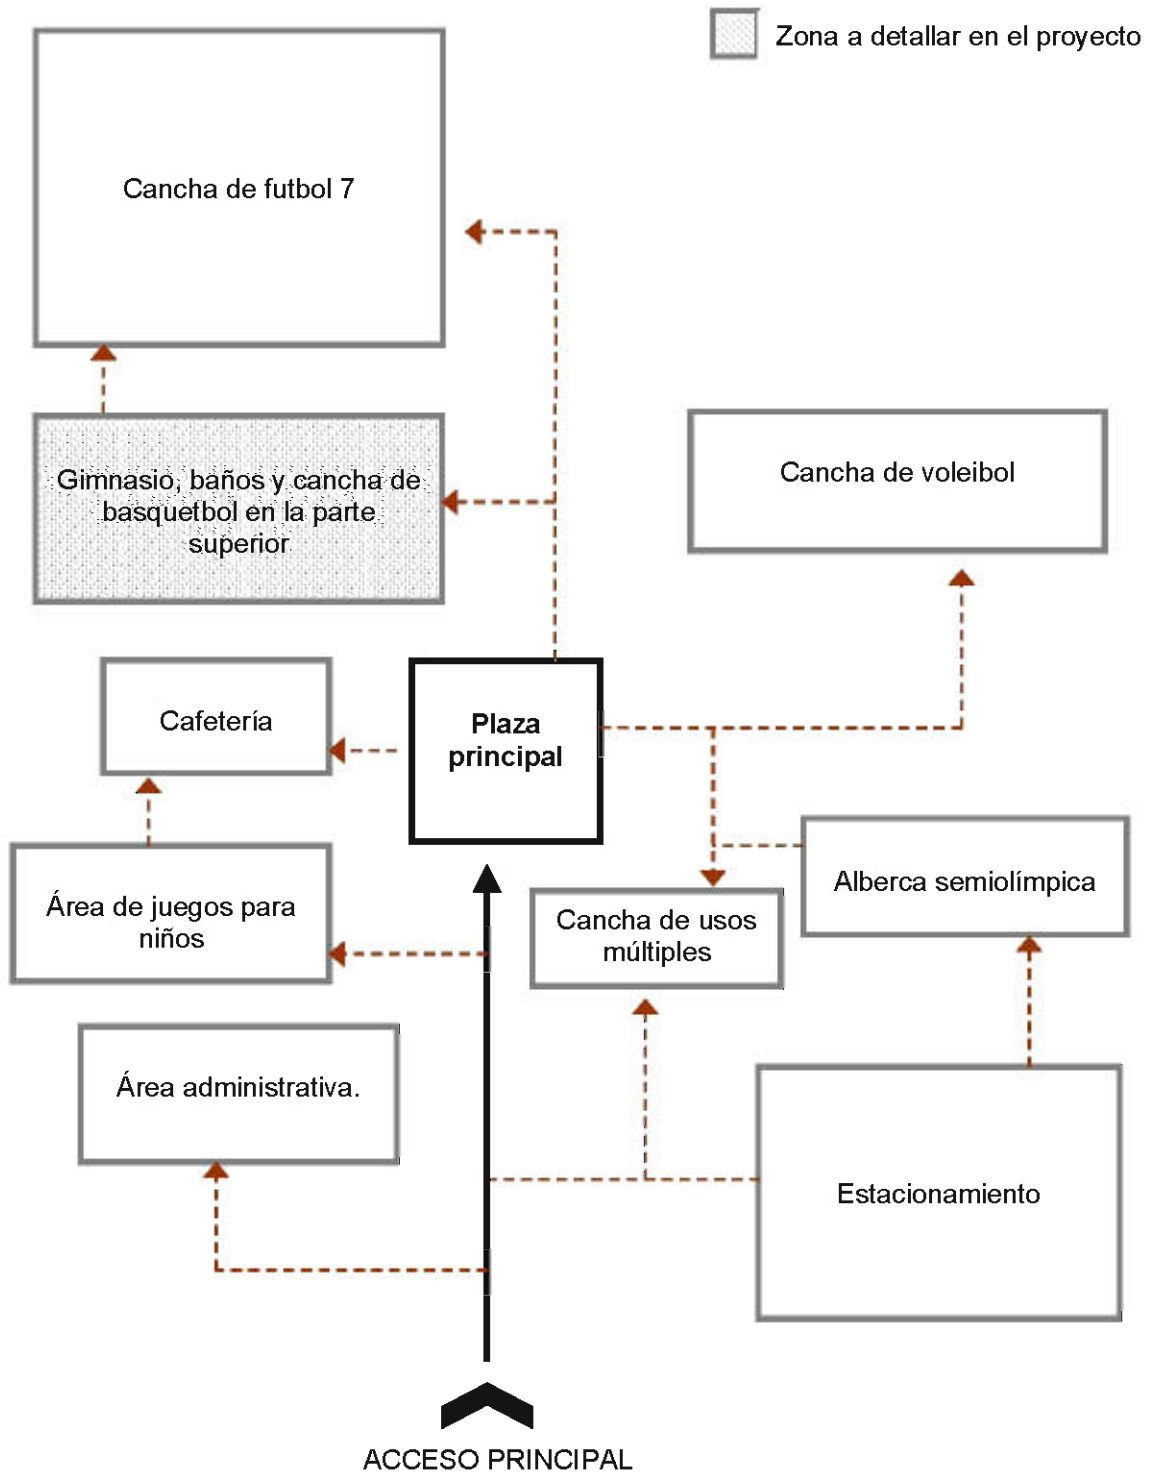 Zona a detallar en el proyecto
Cancha de futbol 7
Gimnasio, baños y cancha de
basquetbol en la parte
superior
Cancha de voleibol
Cafetería
Plaza
principal
Alberca semiolímpica
Área de juegos para
niños
Cancha de usos
múltiples
Área administrativa.
Estacionamiento
ACCESO PRINCIPAL